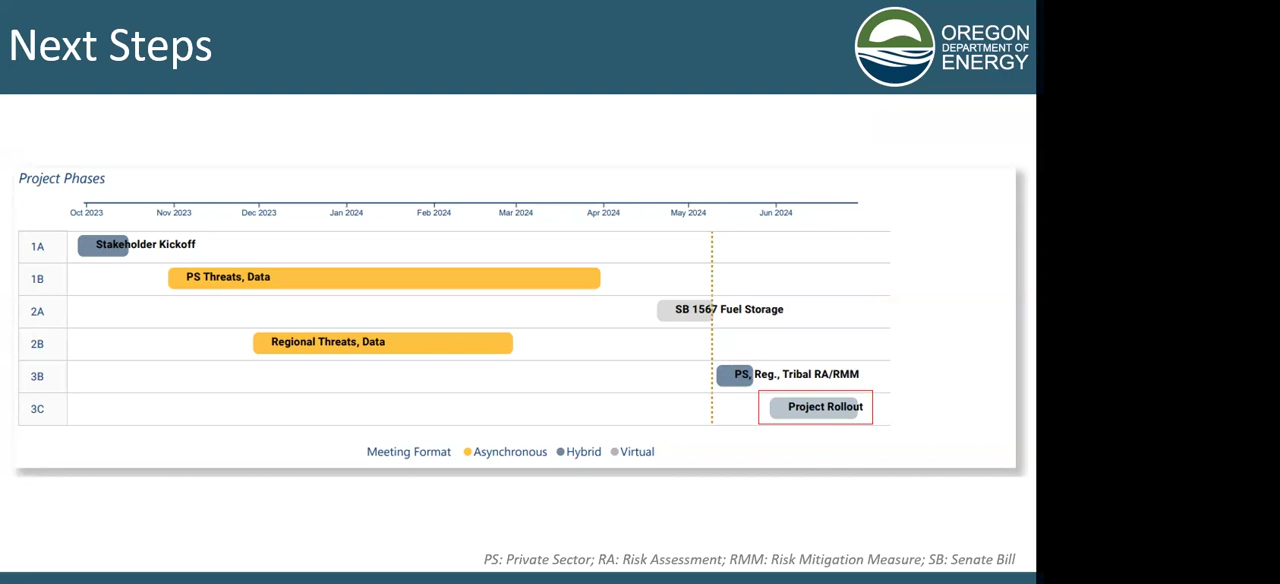 Next Steps
OREGON
DEPARTMENT OF
ENERGY
Project Phases
Oct 2023 Nov 2023 Dec 2023 Jan 2024 Feb 2024 Mar 2024 Apr 2024 May 2024 Jun 2024
1A Stakeholder Kickoff
1B PS Threats, Data
2A SB 1567 Fuel Storage
2B Regional Threats, Data
3B PS, Reg., Tribal RA/RMM
3C Project Rollout
Meeting Format Asynchronous Hybrid Virtual
PS: Private Sector; RA: Risk Assessment; RMM: Risk Mitigation Measure; SB: Senate Bill